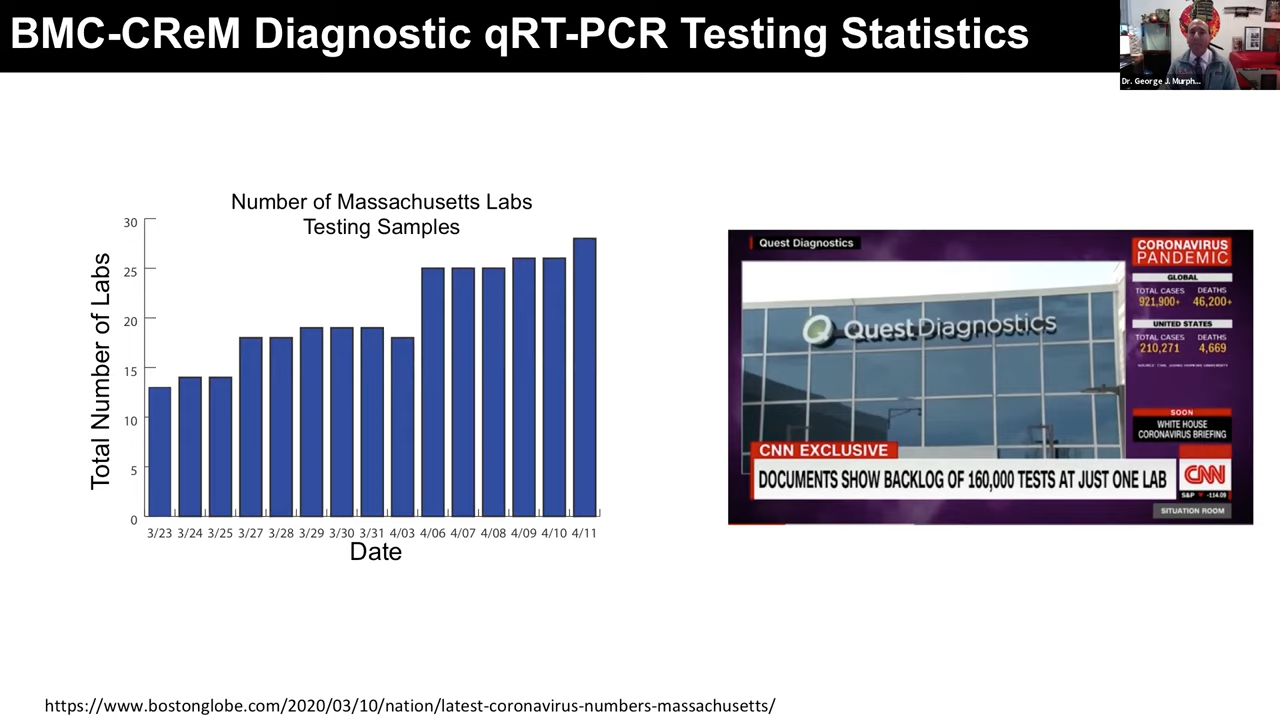 BMC-CReM Diagnostic qRT-PCR Testing Statistics
Dr. George J. Murph...
Number of Massachusetts Labs
Testing Samples
Total Number of Labs
30
25
20
15
10
5
0
3/23 3/24 3/25 3/27 3/28 3/29 3/30 3/31 4/03 4/06 4/07 4/08 4/09 4/10 4/11
Date
Quest Diagnostics
Quest Diagnostics
CORONAVIRUS
PANDEMIC
GLOBAL
TOTAL CASES DEATHS
921,900+ 46,200+
UNITED STATES
TOTAL CASES DEATHS
210,271 4,669
SOON
WHITE HOUSE
CORONAVIRUS BRIEFING
CNN EXCLUSIVE
DOCUMENTS SHOW BACKLOG OF 160,000 TESTS AT JUST ONE LAB
CNN
S&P ▼ -114.09
SITUATION ROOM
https://www.bostonglobe.com/2020/03/10/nation/latest-coronavirus-numbers-massachusetts/